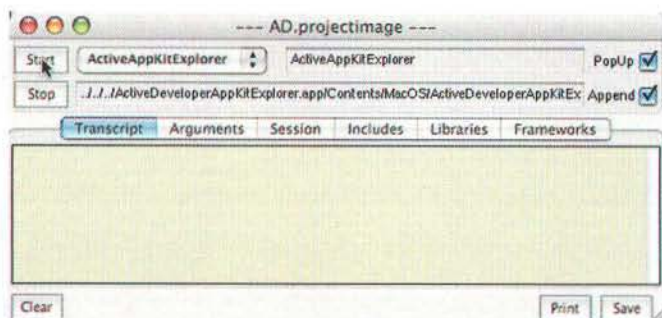 --- AD.projectimage ---
Start ActiveAppKitExplorer ActiveAppKitExplorer PopUp
Stop ../../../ActiveDeveloperAppKitExplorer.app/Contents/MacOS/ActiveDeveloperAppKitEx Append
Transcript Arguments Session Includes Libraries Frameworks
Clear Print Save